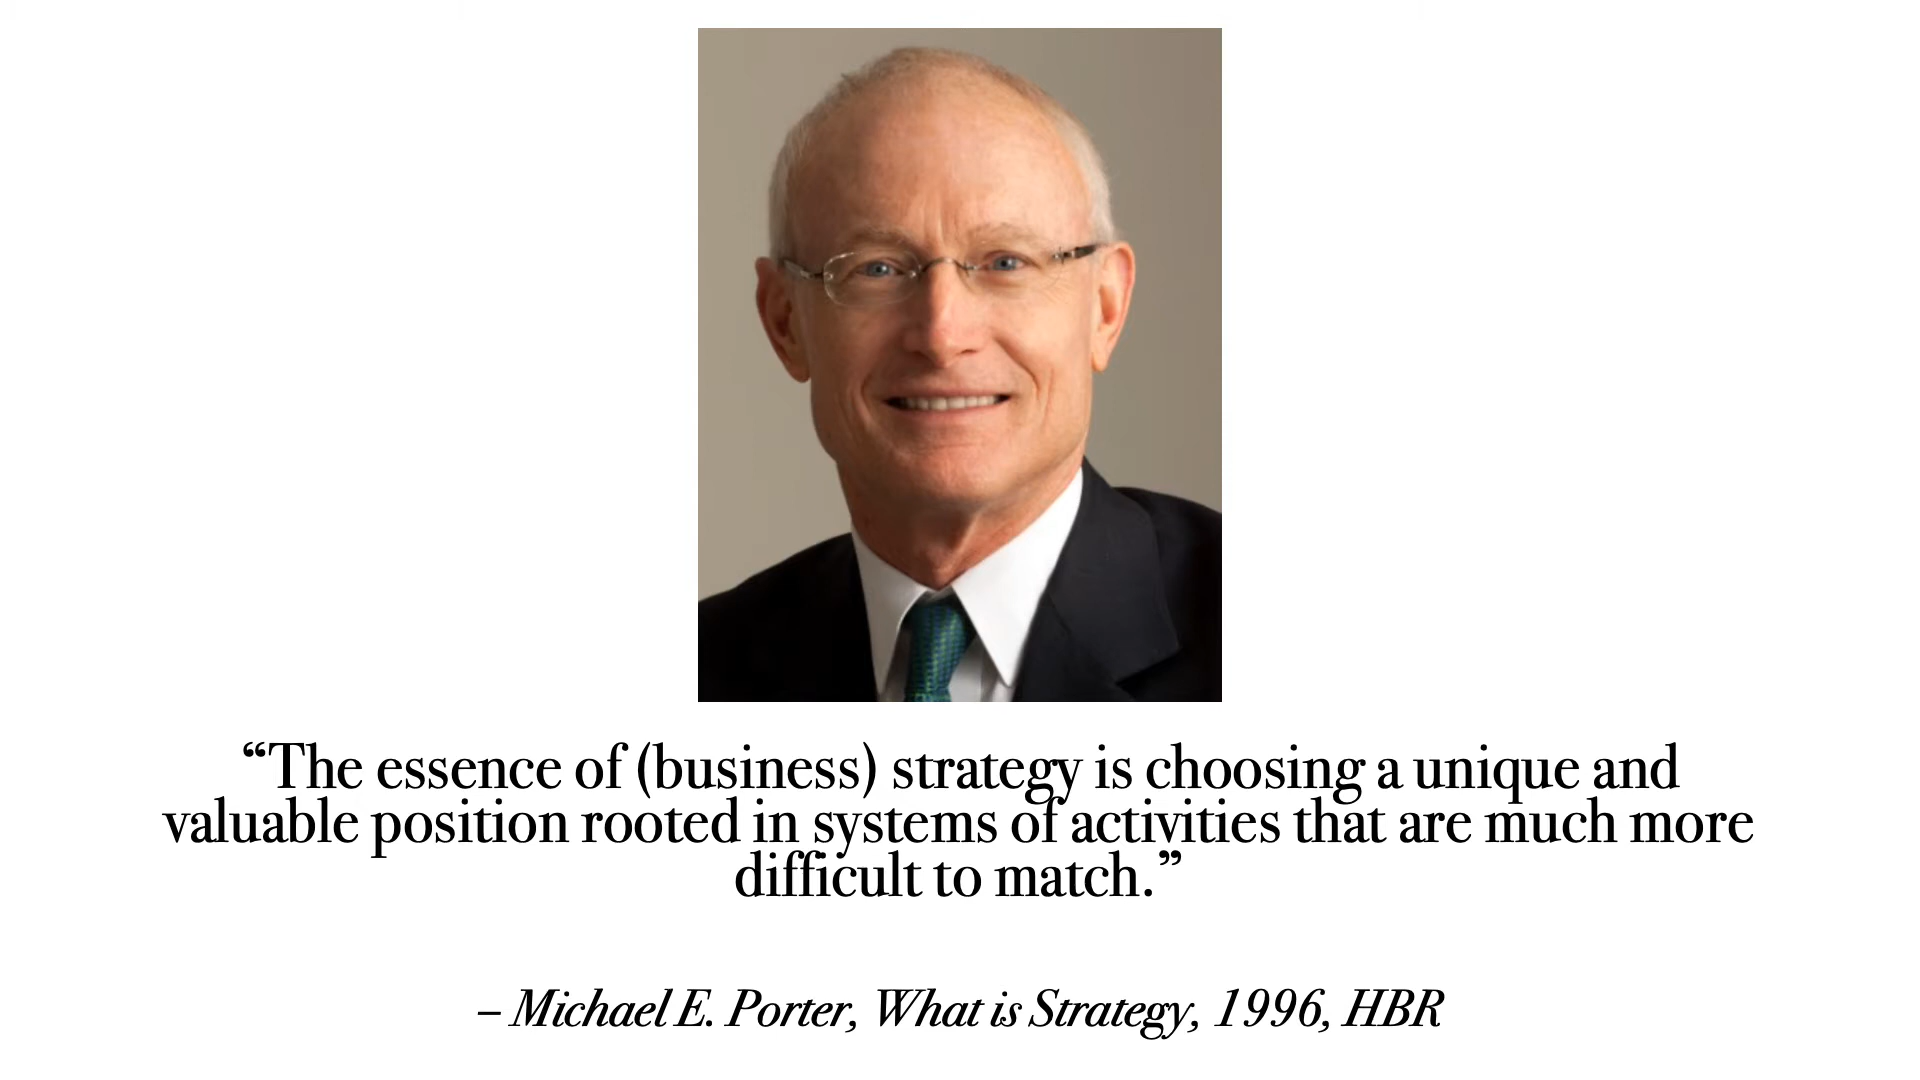 “The essence of (business) strategy is choosing a unique and
valuable position rooted in systems of activities that are much more
difficult to match.”
– Michael E. Porter, What is Strategy, 1996, HBR